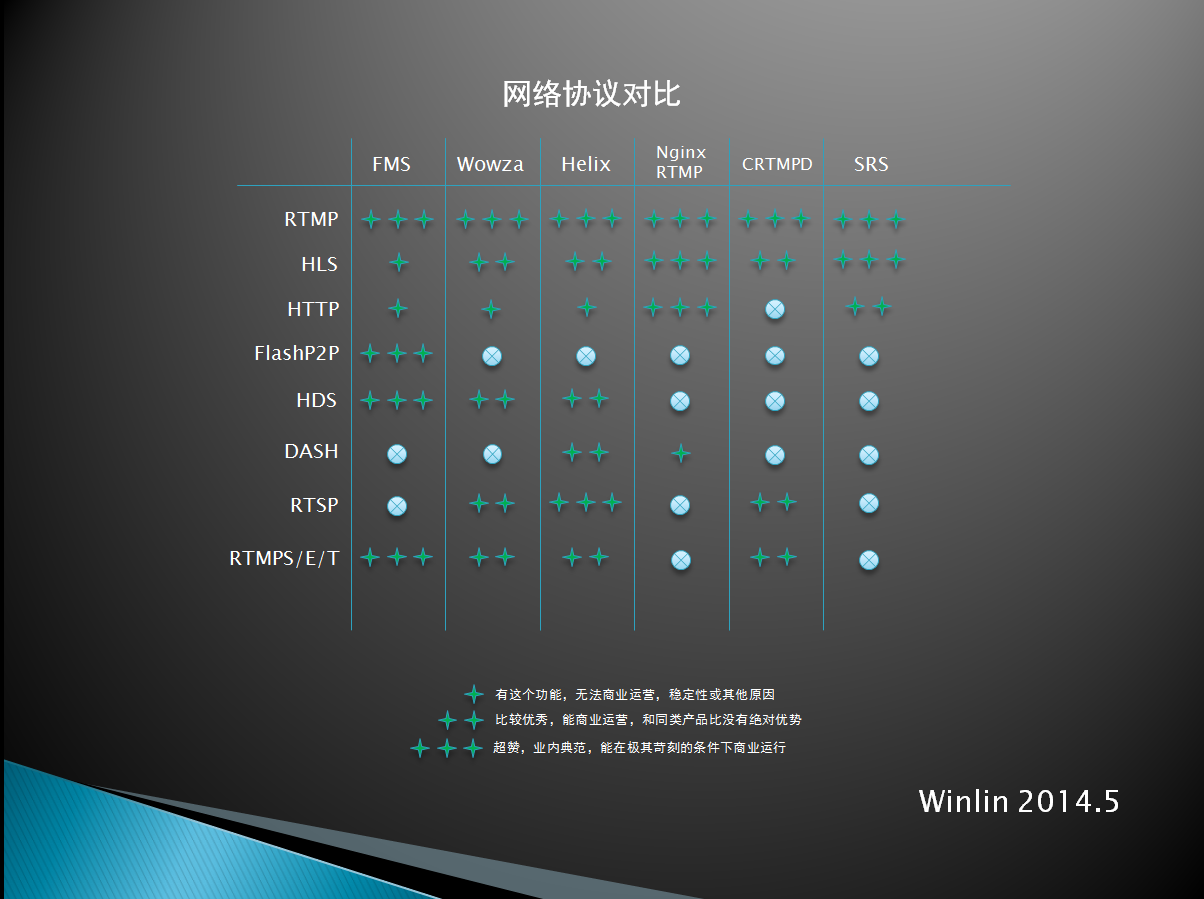 网络协议对比
FMS Wowza Helix Nginx RTMP CRTMPD SRS
RTMP
HLS
HTTP
FlashP2P
HDS
DASH
RTSP
RTMPS/E/T
有这个功能，无法商业运营，稳定性或其他原因
比较优秀，能商业运营，和同类产品比没有绝对优势
超赞，业内典范，能在极其苛刻的条件下商业运行
Winlin 2014.5